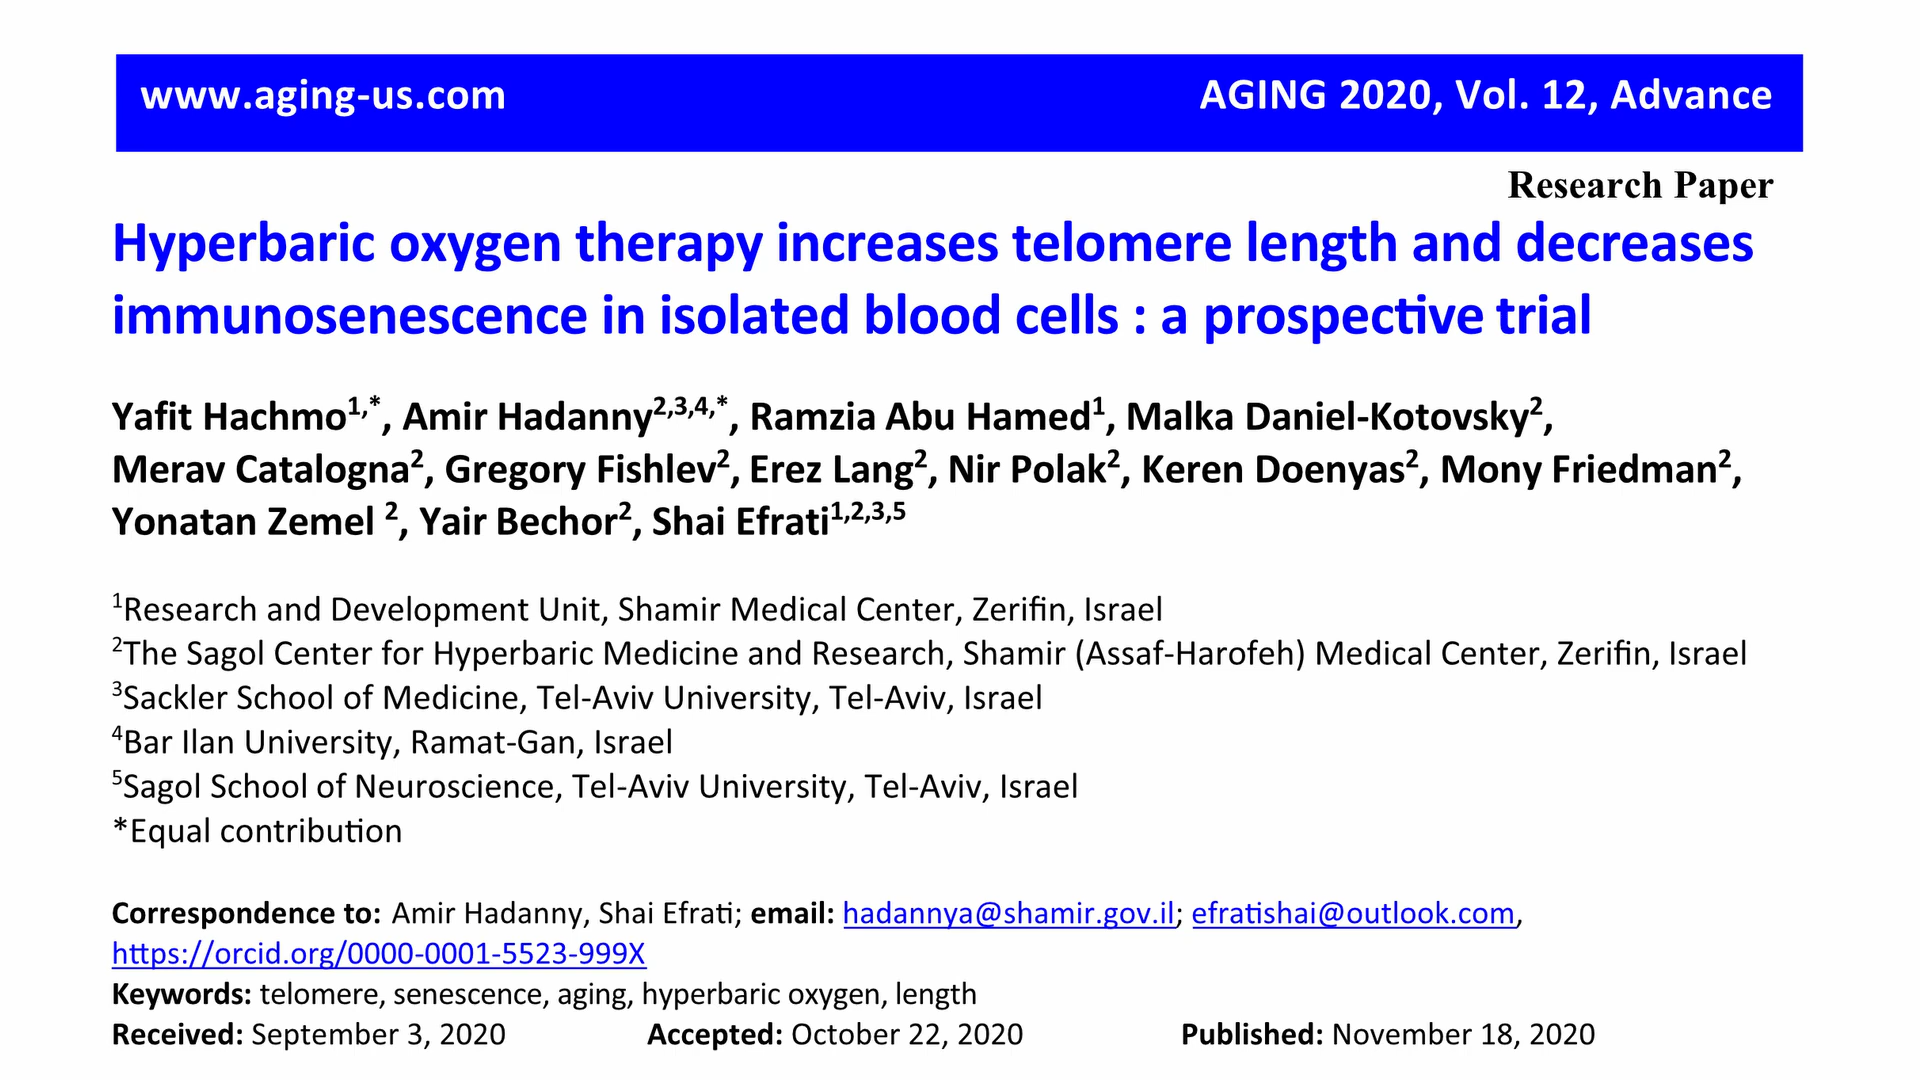 www.aging-us.com AGING 2020, Vol. 12, Advance
Research Paper
Hyperbaric oxygen therapy increases telomere length and decreases
immunosenescence in isolated blood cells : a prospective trial
Yafit Hachmo1,*, Amir Hadanny2,3,4,*, Ramzia Abu Hamed1, Malka Daniel-Kotovsky2,
Merav Catalogna2, Gregory Fishlev2, Erez Lang2, Nir Polak2, Keren Doenyas2, Mony Friedman2,
Yonatan Zemel 2, Yair Bechor2, Shai Efrati1,2,3,5
1Research and Development Unit, Shamir Medical Center, Zerifin, Israel
2The Sagol Center for Hyperbaric Medicine and Research, Shamir (Assaf-Harofeh) Medical Center, Zerifin, Israel
3Sackler School of Medicine, Tel-Aviv University, Tel-Aviv, Israel
4Bar Ilan University, Ramat-Gan, Israel
5Sagol School of Neuroscience, Tel-Aviv University, Tel-Aviv, Israel
*Equal contribution
Correspondence to: Amir Hadanny, Shai Efrati; email: hadannya@shamir.gov.il; efratishai@outlook.com,
https://orcid.org/0000-0001-5523-999X
Keywords: telomere, senescence, aging, hyperbaric oxygen, length
Received: September 3, 2020 Accepted: October 22, 2020 Published: November 18, 2020